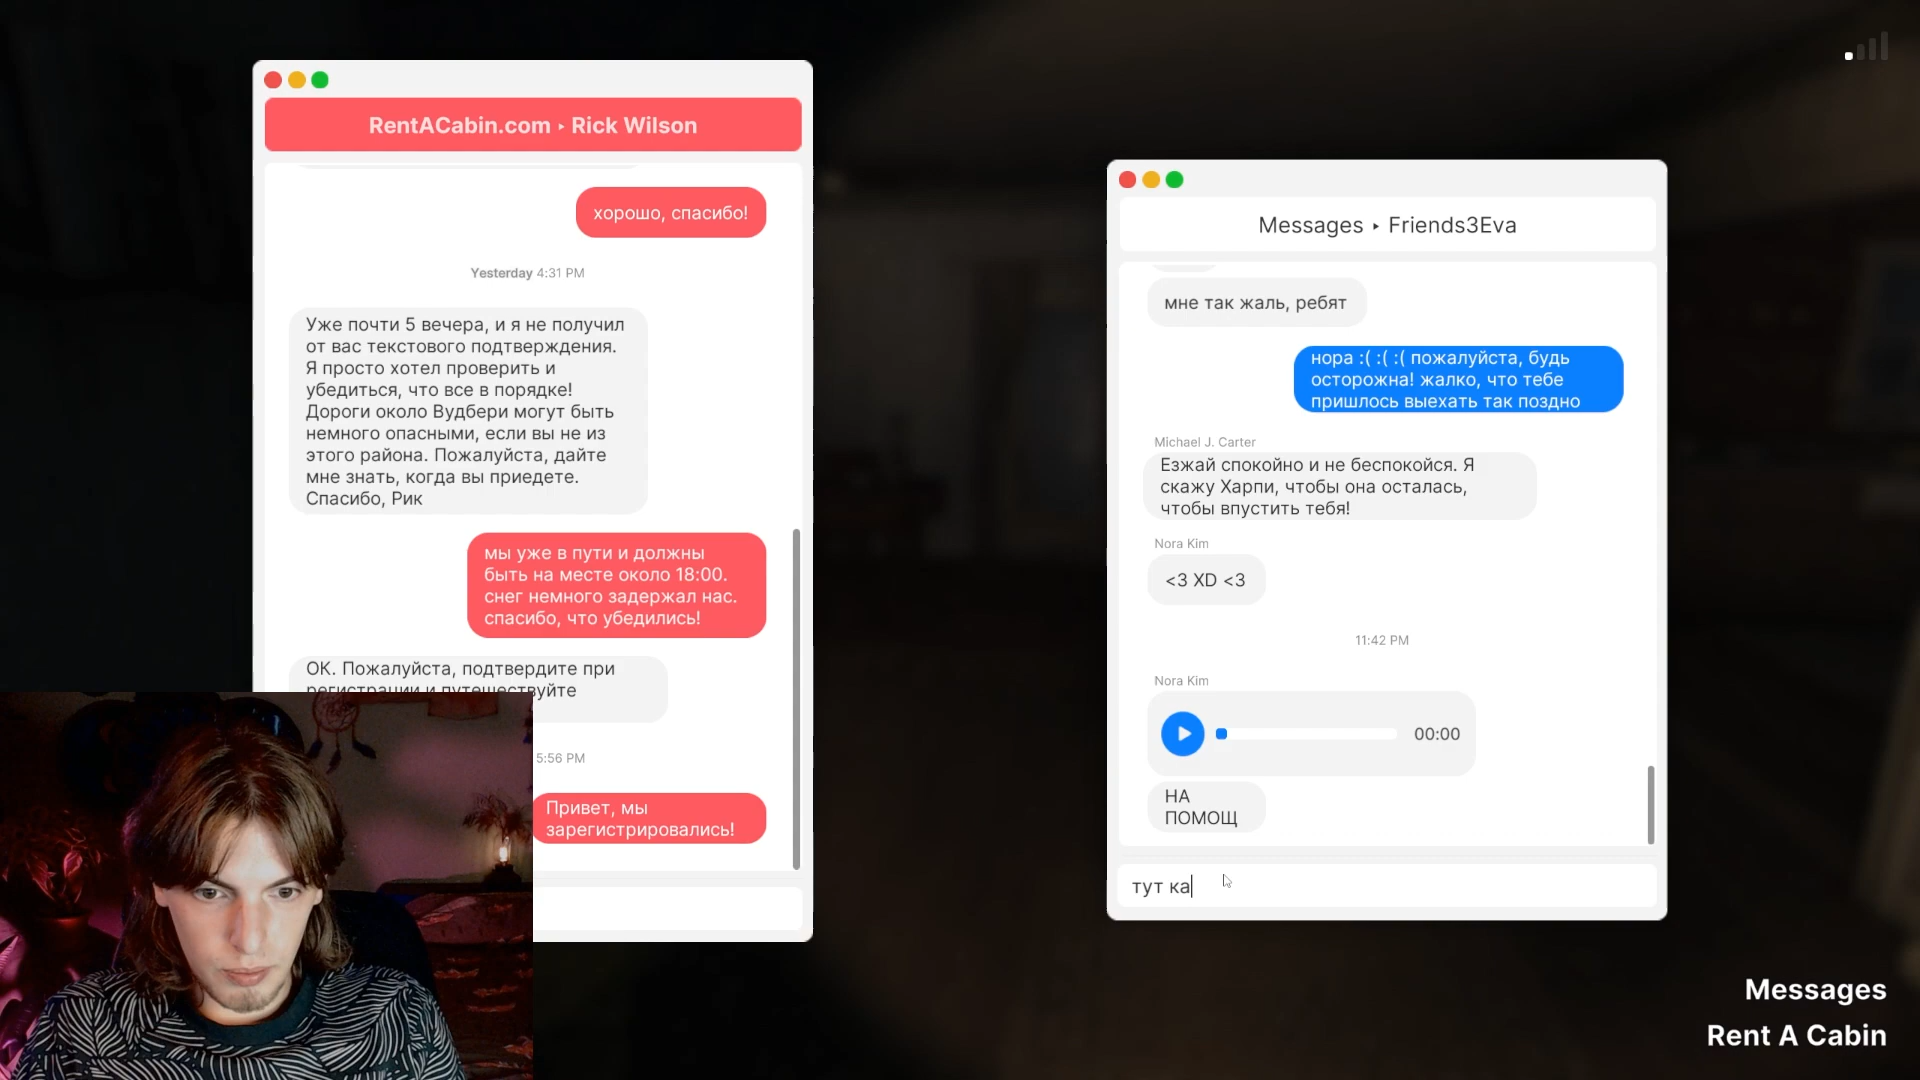 RentACabin.com ▸ Rick Wilson
хорошо, спасибо!
Yesterday 4:31 PM
Уже почти 5 вечера, и я не получил
от вас текстового подтверждения.
Я просто хотел проверить и
убедиться, что все в порядке!
Дороги около Вудбери могут быть
немного опасными, если вы не из
этого района. Пожалуйста, дайте
мне знать, когда вы приедете.
Спасибо, Рик
мы уже в пути и должны
быть на месте около 18:00.
снег немного задержал нас.
спасибо, что убедились!
ОК. Пожалуйста, подтвердите при
регистрации и путешествуйте
5:56 PM
Привет, мы
зарегистрировались!
Messages ▸ Friends3Eva
мне так жаль, ребят
нора :( :( :( пожалуйста, будь
осторожна! жалко, что тебе
пришлось выехать так поздно
Michael J. Carter
Езжай спокойно и не беспокойся. Я
скажу Харпи, чтобы она осталась,
чтобы впустить тебя!
Nora Kim
<3 XD <3
11:42 PM
Nora Kim
00:00
НА
ПОМОЩ
тут ка
Messages
Rent A Cabin